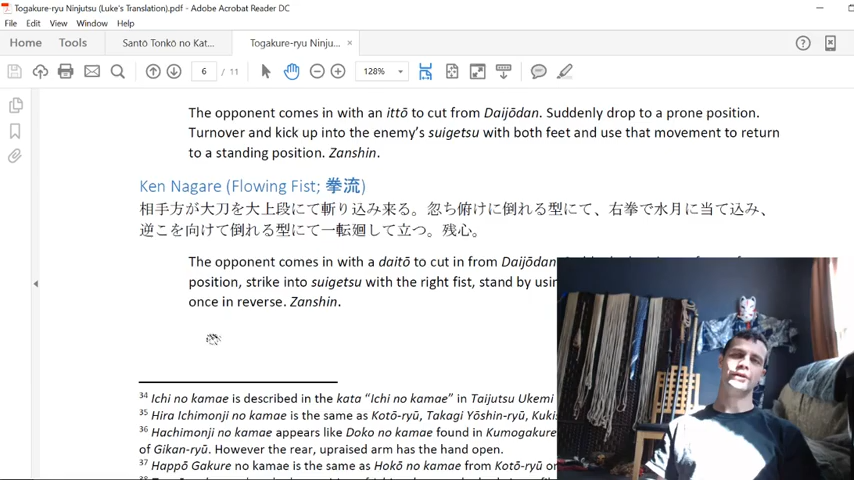 Togakure-ryu Ninjutsu (Luke's Translation).pdf - Adobe Acrobat Reader DC
File Edit View Window Help
Home Tools Santō Tonkō no Kat... Togakure-ryu Ninju... ×
6 / 11 128%
The opponent comes in with an ittō to cut from Daijōdan. Suddenly drop to a prone position.
Turnover and kick up into the enemy's suigetsu with both feet and use that movement to return
to a standing position. Zanshin.
Ken Nagare (Flowing Fist; 拳流)
相手方が大刀を大上段にて斬り込み来る。忽ち俯けに倒れる型にて、右拳で水月に当て込み、
逆こを向けて倒れる型にて一転廻して立つ。残心。
The opponent comes in with a daitō to cut in from Daijōdan
position, strike into suigetsu with the right fist, stand by usin
once in reverse. Zanshin.
34 Ichi no kamae is described in the kata "Ichi no kamae" in Taijutsu Ukemi
35 Hira Ichimonji no kamae is the same as Kotō-ryū, Takagi Yōshin-ryū, Kukis
36 Hachimonji no kamae appears like Doko no kamae found in Kumogakure
of Gikan-ryū. However the rear, upraised arm has the hand open.
37 Happō Gakure no kamae is the same as Hokō no kamae from Kotō-ryū or